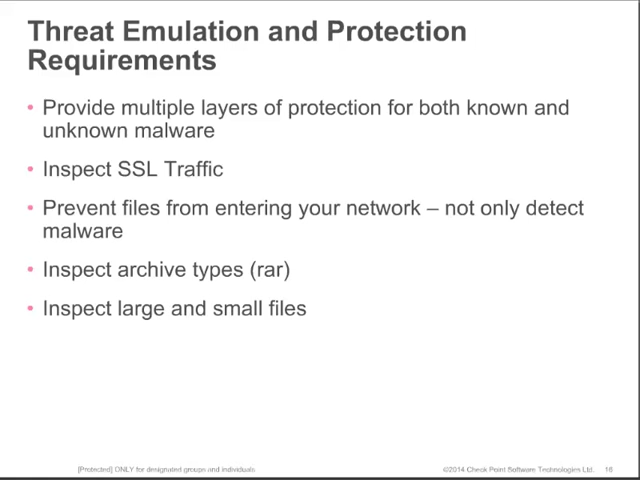 Threat Emulation and Protection
Requirements
• Provide multiple layers of protection for both known and
unknown malware
• Inspect SSL Traffic
• Prevent files from entering your network – not only detect
malware
• Inspect archive types (rar)
• Inspect large and small files
[Protected] ONLY for designated groups and individuals
©2014 Check Point Software Technologies Ltd. 16